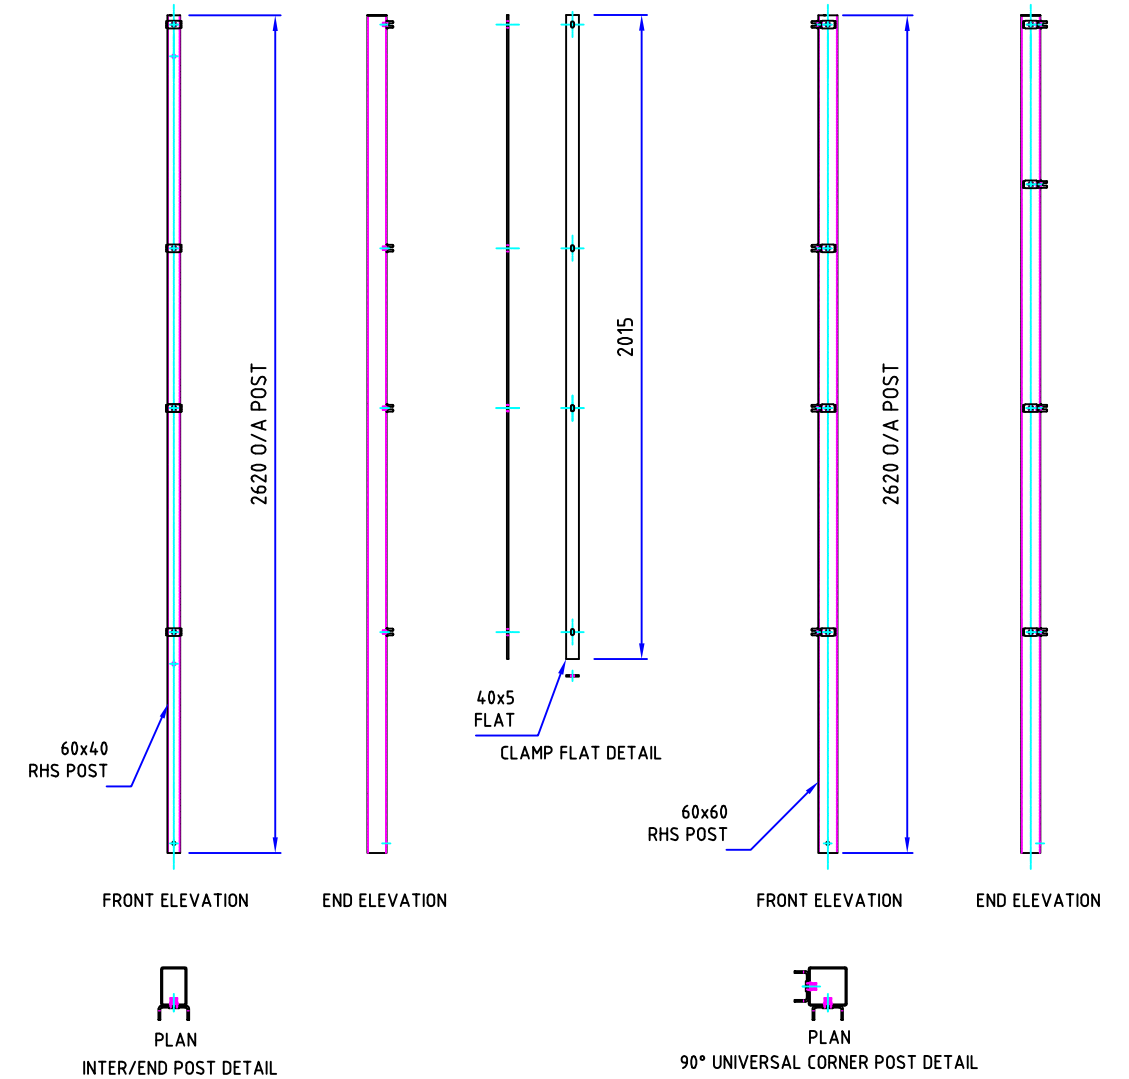 2620 O/A POST
2015
2620 O/A POST
40x5
FLAT
CLAMP FLAT DETAIL
60x40
RHS POST
60x60
RHS POST
FRONT ELEVATION
END ELEVATION
FRONT ELEVATION
END ELEVATION
PLAN
INTER/END POST DETAIL
PLAN
90° UNIVERSAL CORNER POST DETAIL